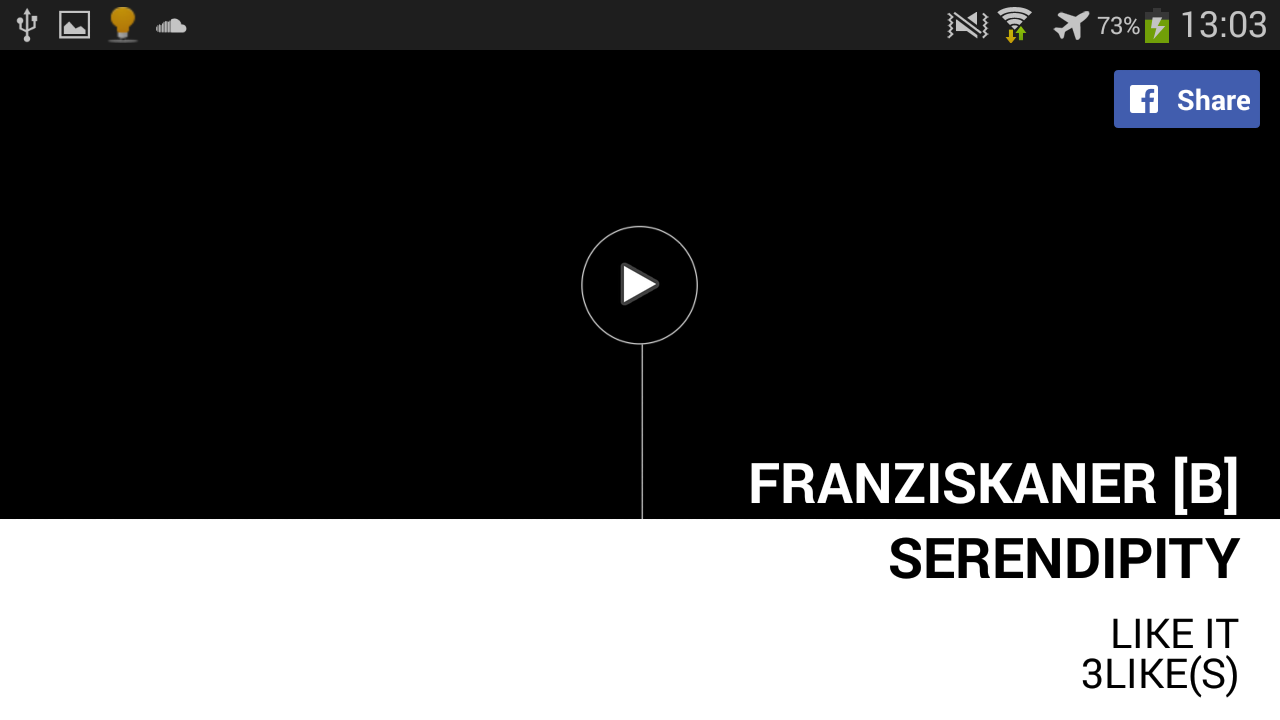 73% 13:03
Share
FRANZISKANER [B]
SERENDIPITY
LIKE IT
3LIKE(S)